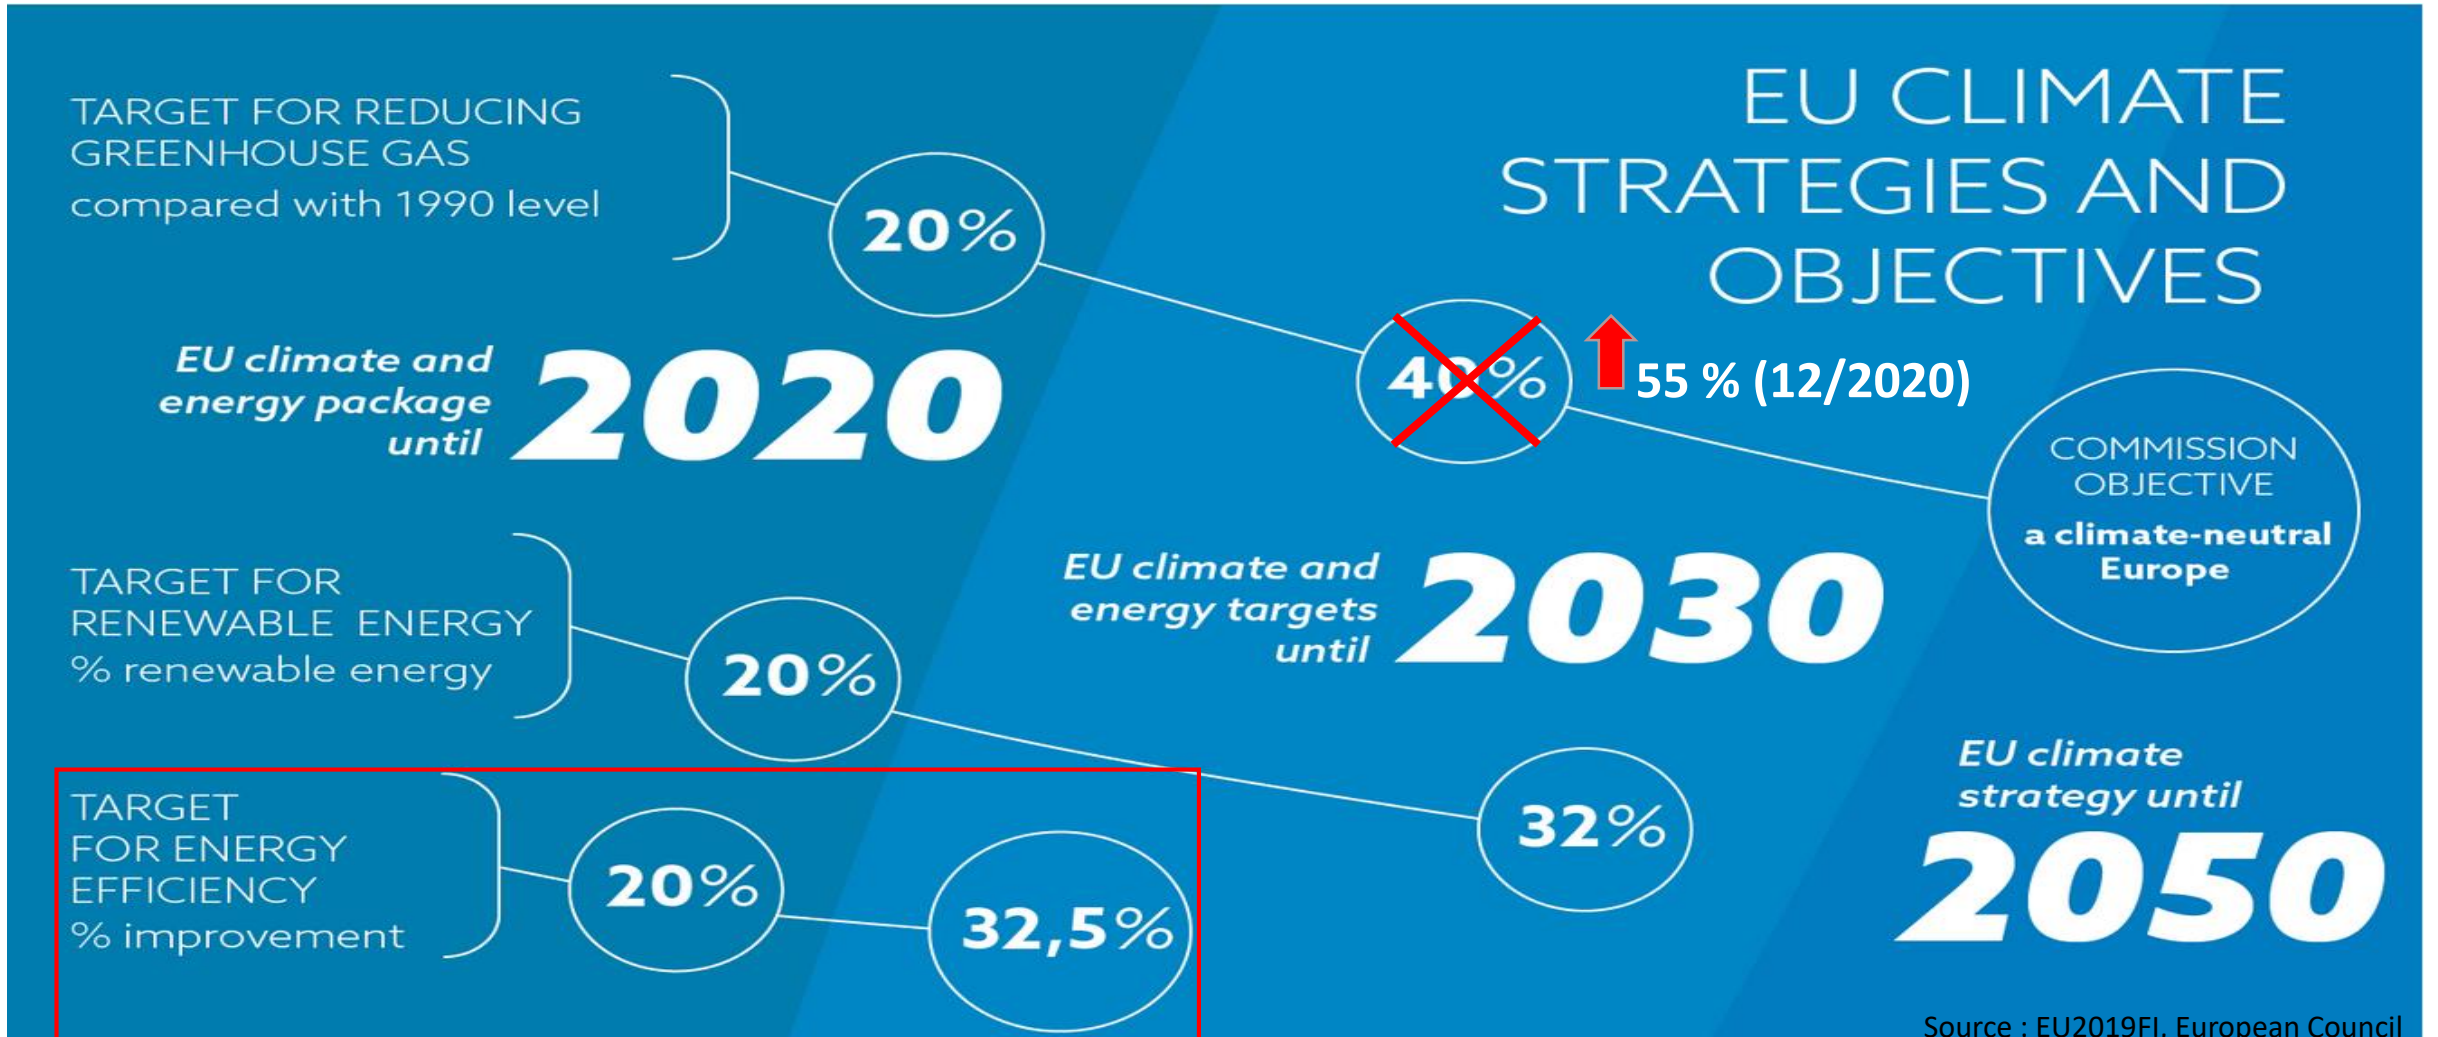 EU CLIMATE
STRATEGIES AND
OBJECTIVES
TARGET FOR REDUCING
GREENHOUSE GAS
compared with 1990 level
20%
40%
55 % (12/2020)
COMMISSION
OBJECTIVE
a climate-neutral
Europe
EU climate and
energy package
until
2020
TARGET FOR
RENEWABLE ENERGY
% renewable energy
20%
32%
EU climate and
energy targets
until
2030
TARGET
FOR ENERGY
EFFICIENCY
% improvement
20%
32,5%
EU climate
strategy until
2050
Source : EU2019FI, European Council